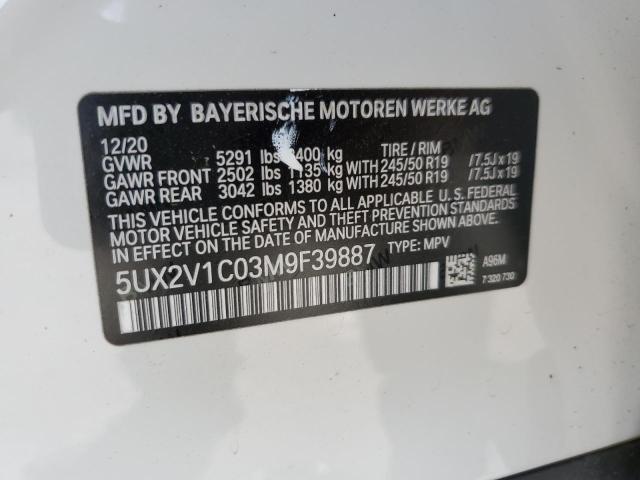 MFD BY BAYERISCHE MOTOREN WERKE AG
12/20 TIRE / RIM
GVWR 5291 lbs 2400 kg
GAWR FRONT 2502 lbs 1135 kg WITH 245/50 R19 /7.5J x 19
GAWR REAR 3042 lbs 1380 kg WITH 245/50 R19 /7.5J x 19
THIS VEHICLE CONFORMS TO ALL APPLICABLE U. S. FEDERAL
MOTOR VEHICLE SAFETY AND THEFT PREVENTION STANDARDS
IN EFFECT ON THE DATE OF MANUFACTURE SHOWN ABOVE.
5UX2V1C03M9F39887 TYPE: MPV
A96M
7 320 730